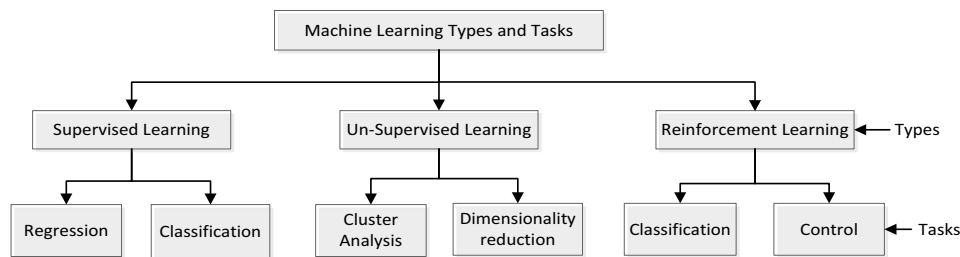 Machine Learning Types and Tasks
Supervised Learning
Un-Supervised Learning
Reinforcement Learning
Types
Regression
Classification
Cluster
Analysis
Dimensionality
reduction
Classification
Control
Tasks